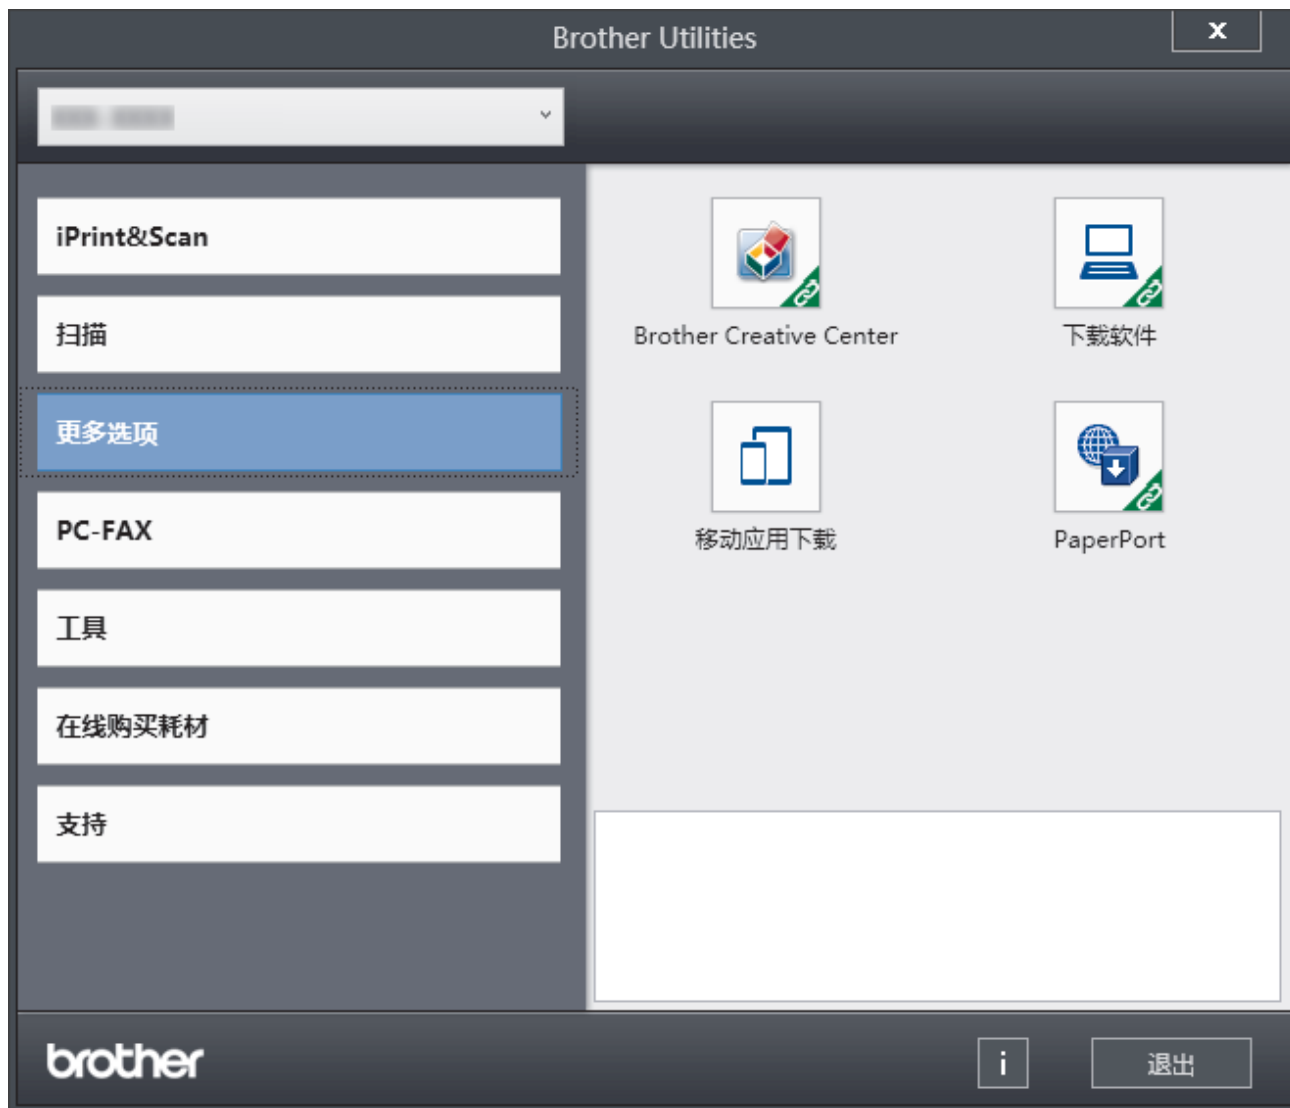 Brother Utilities
x
iPrint&Scan
扫描
更多选项
PC-FAX
工具
在线购买耗材
支持
Brother Creative Center
下载软件
移动应用下载
PaperPort
brother
i
退出